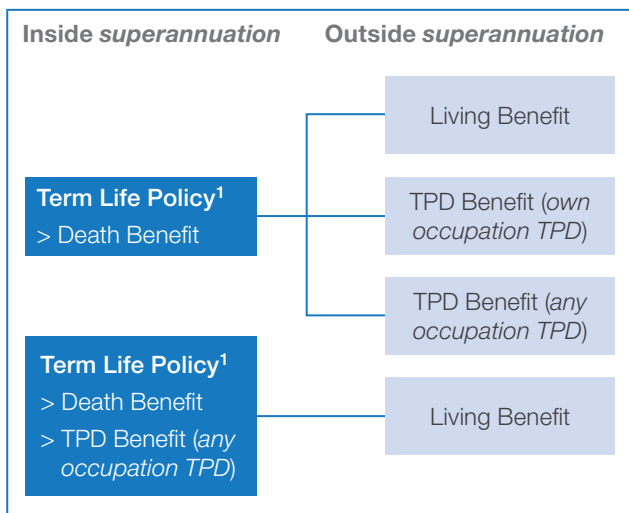 Inside superannuation
Outside superannuation
Living Benefit
Term Life Policy1
> Death Benefit
TPD Benefit (own
occupation TPD)
TPD Benefit (any
occupation TPD)
Term Life Policy1
> Death Benefit
> TPD Benefit (any
occupation TPD)
Living Benefit